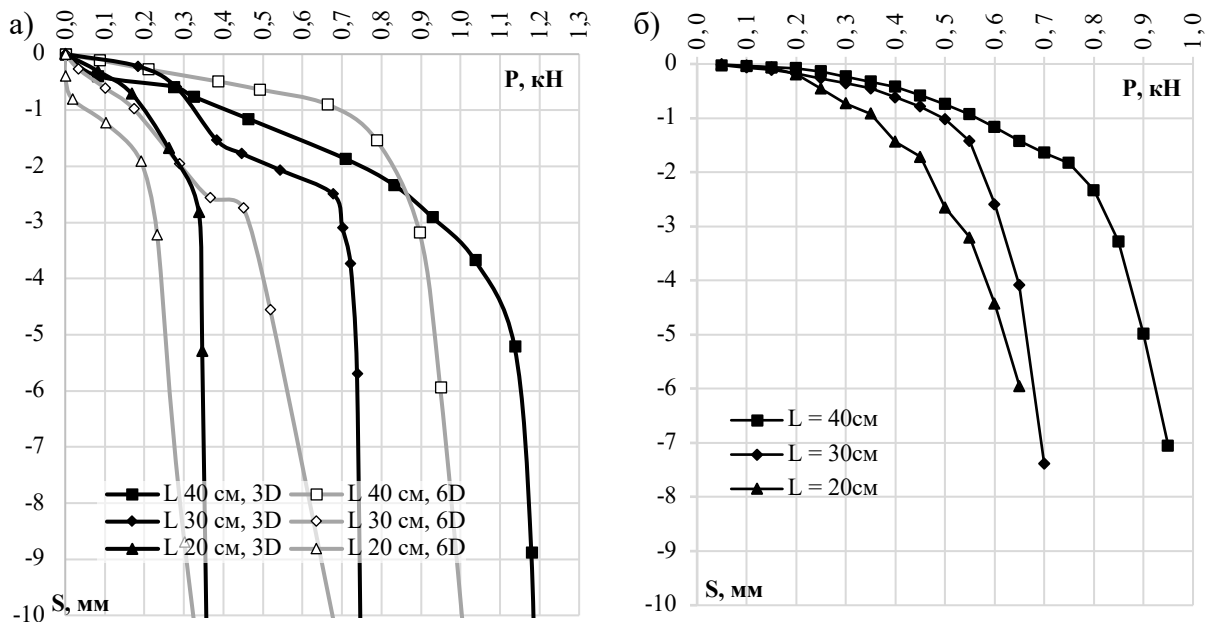 а)
0,0 0,1 0,2 0,3 0,4 0,5 0,6 0,7 0,8 0,9 1,0 1,1 1,2 1,3
P, кН
0
-1
-2
-3
-4
-5
-6
-7
-8
-9
-10
L 40 см, 3D L 40 см, 6D
L 30 см, 3D L 30 см, 6D
L 20 см, 3D L 20 см, 6D
S, мм
б)
0,0 0,1 0,2 0,3 0,4 0,5 0,6 0,7 0,8 0,9 1,0
P, кН
0
-1
-2
-3
-4
-5
-6
-7
-8
-9
-10
L = 40см
L = 30см
L = 20см
S, мм